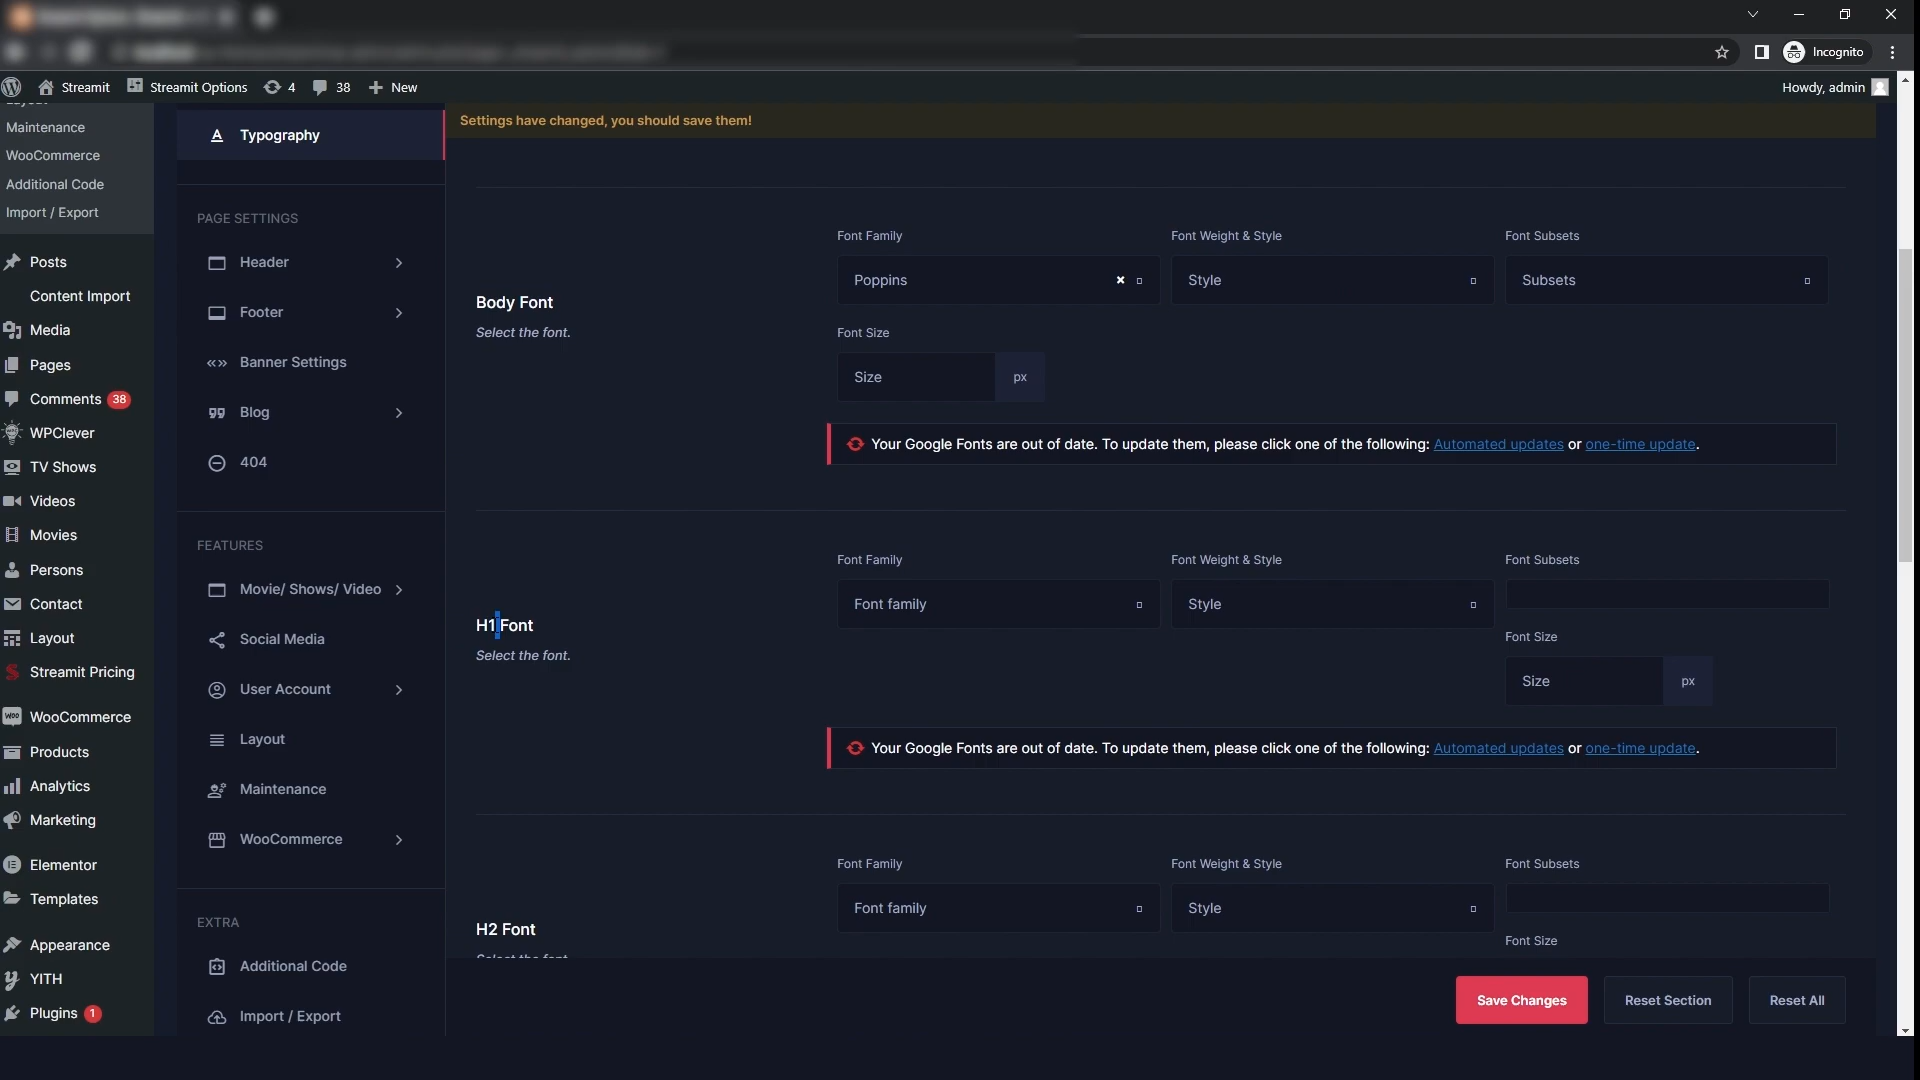 Incognito
Streamit
Streamit Options
4
38
New
Howdy, admin
Maintenance
WooCommerce
Additional Code
Import / Export
Posts
Content Import
Media
Pages
Comments 38
WPClever
TV Shows
Videos
Movies
Persons
Contact
Layout
Streamit Pricing
WooCommerce
Products
Analytics
Marketing
Elementor
Templates
Appearance
YITH
Plugins 1
Typography
PAGE SETTINGS
Header
Footer
Banner Settings
Blog
404
FEATURES
Movie/ Shows/ Video
Social Media
User Account
Layout
Maintenance
WooCommerce
EXTRA
Additional Code
Import / Export
Settings have changed, you should save them!
Body Font
Select the font.
Font Family
Font Weight & Style
Font Subsets
Poppins
Style
Subsets
Font Size
Size
px
Your Google Fonts are out of date. To update them, please click one of the following: Automated updates or one-time update.
H1 Font
Select the font.
Font Family
Font Weight & Style
Font Subsets
Font family
Style
Font Size
Size
px
Your Google Fonts are out of date. To update them, please click one of the following: Automated updates or one-time update.
H2 Font
Select the font.
Font Family
Font Weight & Style
Font Subsets
Font family
Style
Font Size
Save Changes
Reset Section
Reset All